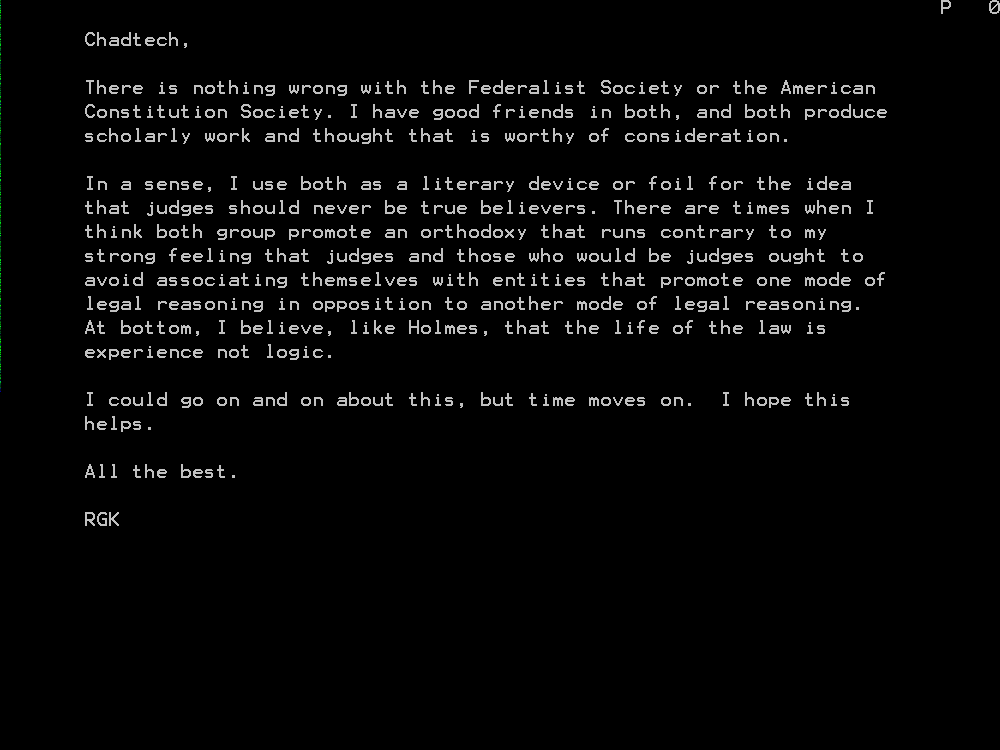 P 0
Chadtech,
There is nothing wrong with the Federalist Society or the American
Constitution Society. I have good friends in both, and both produce
scholarly work and thought that is worthy of consideration.
In a sense, I use both as a literary device or foil for the idea
that judges should never be true believers. There are times when I
think both group promote an orthodoxy that runs contrary to my
strong feeling that judges and those who would be judges ought to
avoid associating themselves with entities that promote one mode of
legal reasoning in opposition to another mode of legal reasoning.
At bottom, I believe, like Holmes, that the life of the law is
experience not logic.
I could go on and on about this, but time moves on.  I hope this
helps.
All the best.
RGK